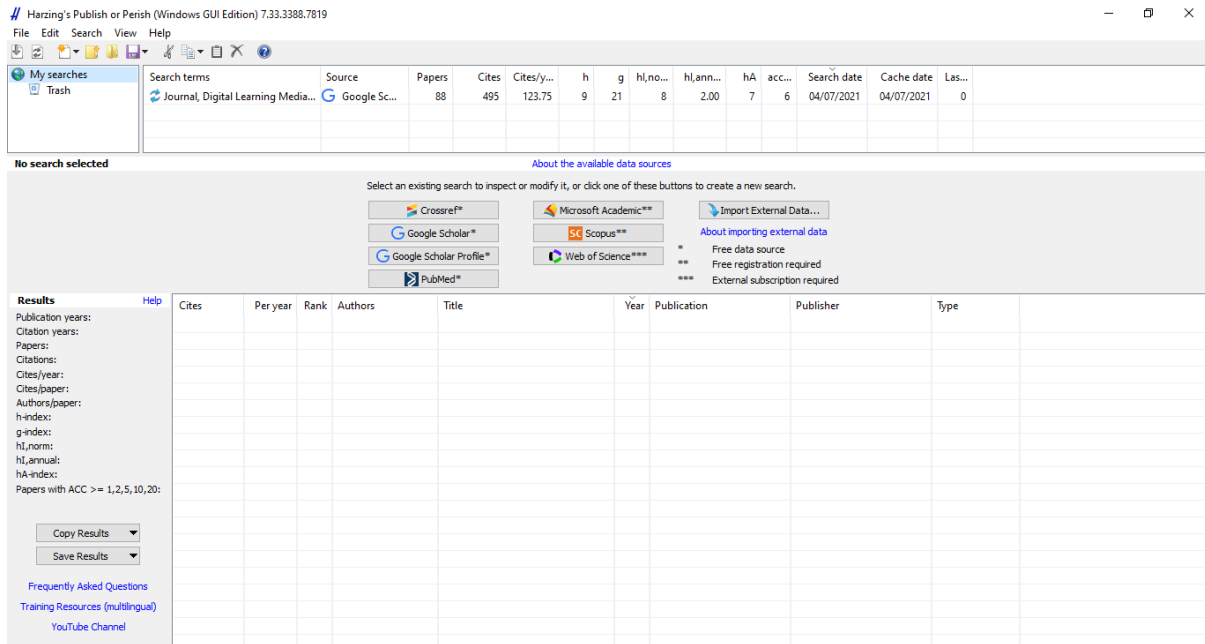 Harzing's Publish or Perish (Windows GUI Edition) 7.33.3388.7819
File Edit Search View Help
My searches
Trash
Search terms Source Papers Cites Cites/y... h g hI,no... hI,ann... hA acc... Search date Cache date Las...
Journal, Digital Learning Media... Google Sc... 88 495 123.75 9 21 8 2.00 7 6 04/07/2021 04/07/2021 0
No search selected About the available data sources
Select an existing search to inspect or modify it, or click one of these buttons to create a new search.
Crossref* Microsoft Academic** Import External Data...
Google Scholar* SC Scopus** About importing external data
Google Scholar Profile* Web of Science*** * Free data source
** Free registration required
PubMed* *** External subscription required
Results Help
Cites Per year Rank Authors Title Year Publication Publisher Type
Publication years:
Citation years:
Papers:
Citations:
Cites/year:
Cites/paper:
Authors/paper:
h-index:
g-index:
hI,norm:
hI,annual:
hA-index:
Papers with ACC >= 1,2,5,10,20:
Copy Results
Save Results
Frequently Asked Questions
Training Resources (multilingual)
YouTube Channel